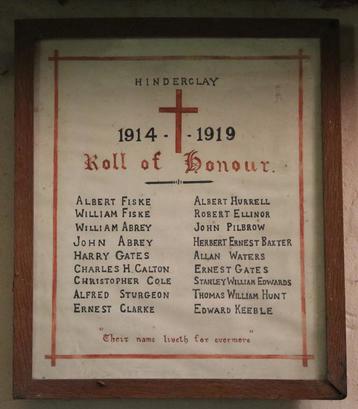 HINDERCLAY
1914 - - 1919
Roll of Honour.
ALBERT FISKE
WILLIAM FISKE
WILLIAM ABREY
JOHN ABREY
HARRY GATES
CHARLES H. CALTON
CHRISTOPHER COLE
ALFRED STURGEON
ERNEST CLARKE
ALBERT HURRELL
ROBERT ELLINOR
JOHN PILBROW
HERBERT ERNEST BAXTER
ALLAN WATERS
ERNEST GATES
STANLEY WILLIAM EDWARDS
THOMAS WILLIAM HUNT
EDWARD KEEBLE
"Their name liveth for evermore"